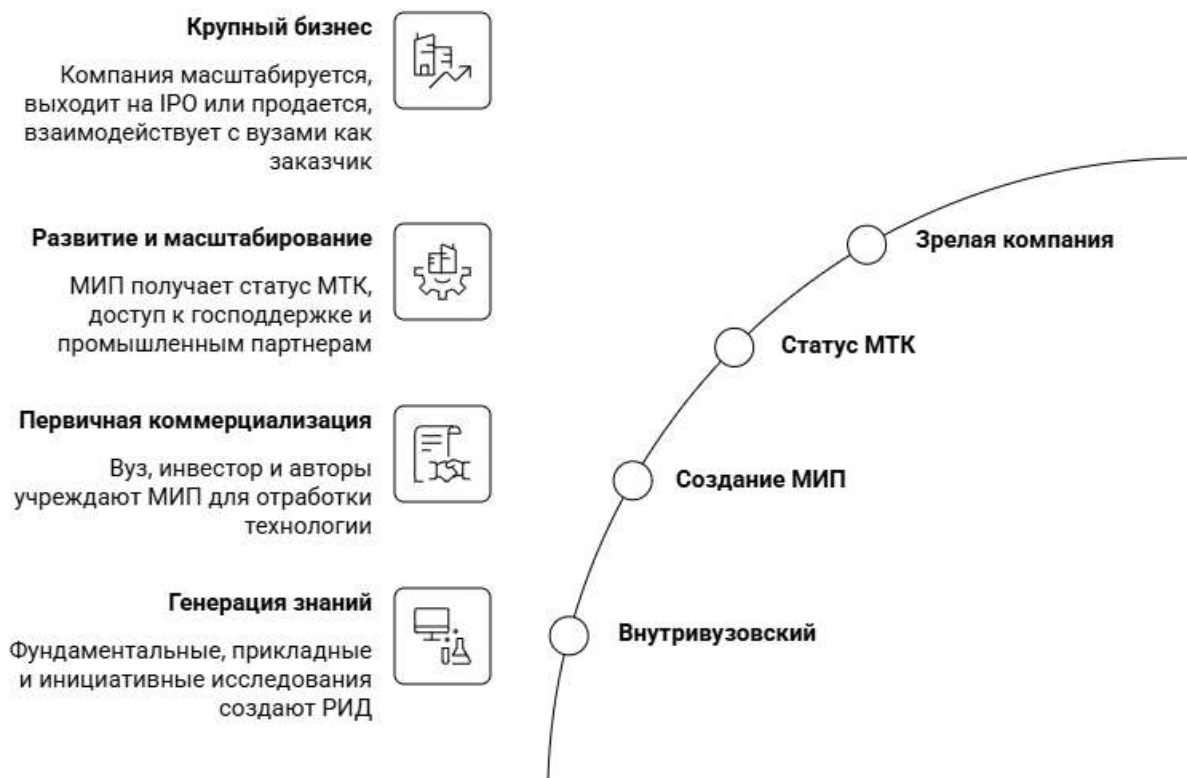 Крупный бизнес
Компания масштабируется,
выходит на IPO или продается,
взаимодействует с вузами как
заказчик
Зрелая компания
Развитие и масштабирование
МИП получает статус МТК,
доступ к господдержке и
промышленным партнерам
Статус МТК
Первичная коммерциализация
Вуз, инвестор и авторы
учреждают МИП для отработки
технологии
Создание МИП
Генерация знаний
Фундаментальные, прикладные
и инициативные исследования
создают РИД
Внутривузовский